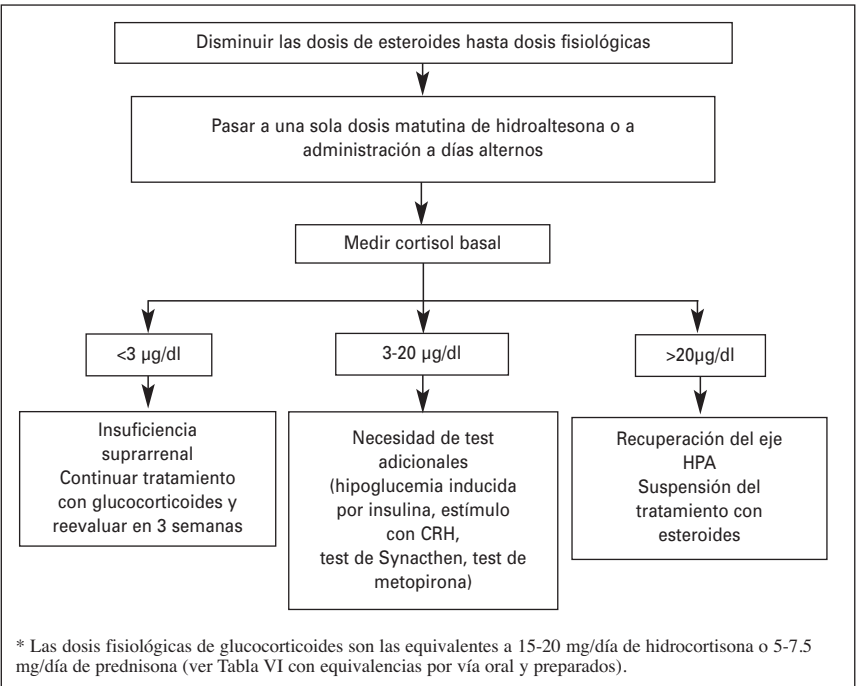 Disminuir las dosis de esteroides hasta dosis fisiológicas
Pasar a una sola dosis matutina de hidroaltesona o a
administración a días alternos
Medir cortisol basal
<3 µg/dl
3-20 µg/dl
>20µg/dl
Insuficiencia
suprarrenal
Continuar tratamiento
con glucocorticoides y
reevaluar en 3 semanas
Necesidad de test
adicionales
(hipoglucemia inducida
por insulina, estímulo
con CRH,
test de Synacthen, test de
metopirona)
Recuperación del eje
HPA
Suspensión del
tratamiento con
esteroides
* Las dosis fisiológicas de glucocorticoides son las equivalentes a 15-20 mg/día de hidrocortisona o 5-7.5
mg/día de prednisona (ver Tabla VI con equivalencias por vía oral y preparados).